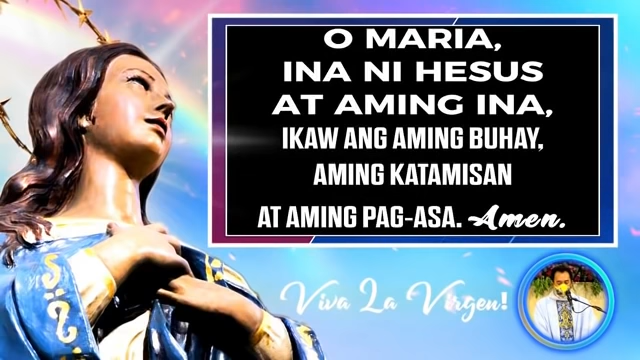 O MARIA,
INA NI HESUS
AT AMING INA,
IKAW ANG AMING BUHAY,
AMING KATAMISAN
AT AMING PAG-ASA. Amen.
Viva La Virgen!